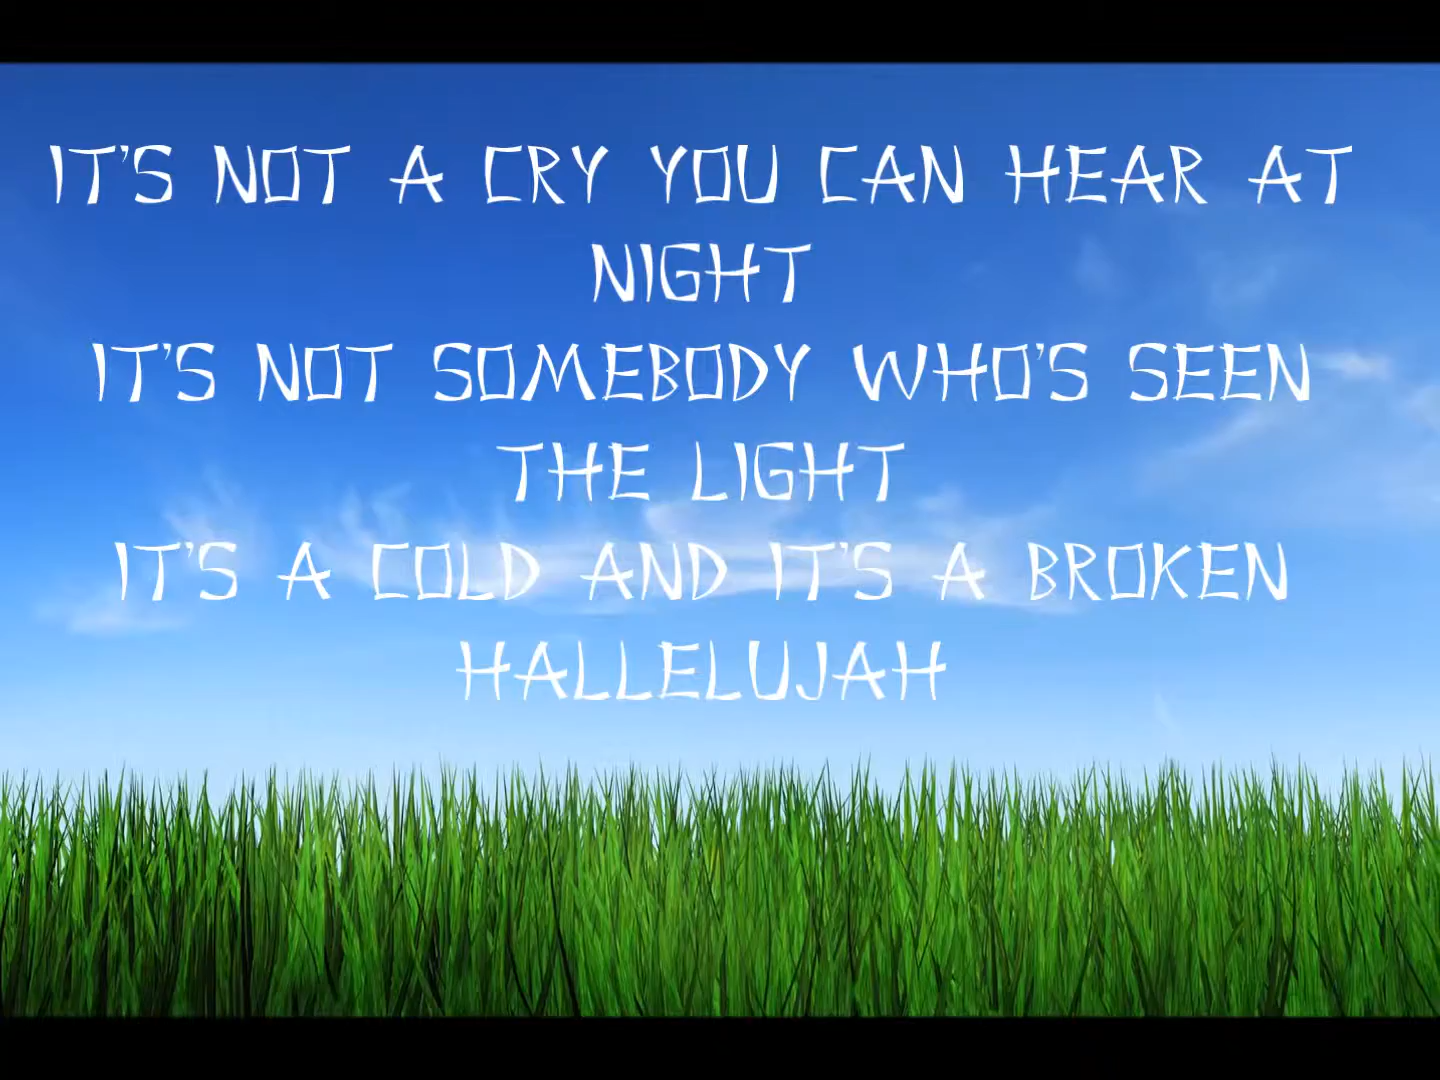 IT'S NOT A CRY YOU CAN HEAR AT
NIGHT
IT'S NOT SOMEBODY WHO'S SEEN
THE LIGHT
IT'S A COLD AND IT'S A BROKEN
HALLELUJAH